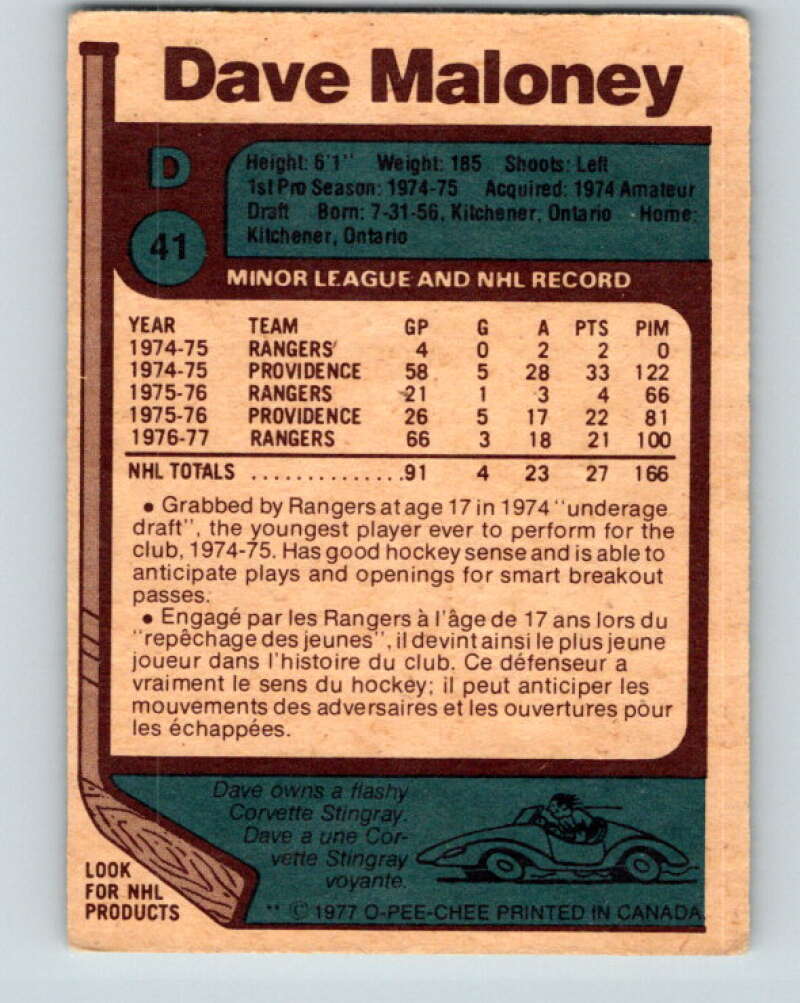 Dave Maloney
D
41
Height: 6'1" Weight: 185 Shoots: Left
1st Pro Season: 1974-75 Acquired: 1974 Amateur
Draft Born: 7-31-56, Kitchener, Ontario Home:
Kitchener, Ontario
MINOR LEAGUE AND NHL RECORD
YEAR TEAM GP G A PTS PIM
1974-75 RANGERS 4 0 2 2 0
1974-75 PROVIDENCE 58 5 28 33 122
1975-76 RANGERS 21 1 3 4 66
1975-76 PROVIDENCE 26 5 17 22 81
1976-77 RANGERS 66 3 18 21 100
NHL TOTALS ..............91 4 23 27 166
• Grabbed by Rangers at age 17 in 1974 "underage
draft", the youngest player ever to perform for the
club, 1974-75. Has good hockey sense and is able to
anticipate plays and openings for smart breakout
passes.
• Engagé par les Rangers à l'âge de 17 ans lors du
"repêchage des jeunes", il devint ainsi le plus jeune
joueur dans l'histoire du club. Ce défenseur a
vraiment le sens du hockey; il peut anticiper les
mouvements des adversaires et les ouvertures pour
les échappées.
Dave owns a flashy
Corvette Stingray.
Dave a une Cor-
vette Stingray
voyante.
LOOK
FOR NHL
PRODUCTS
** © 1977 O-PEE-CHEE PRINTED IN CANADA